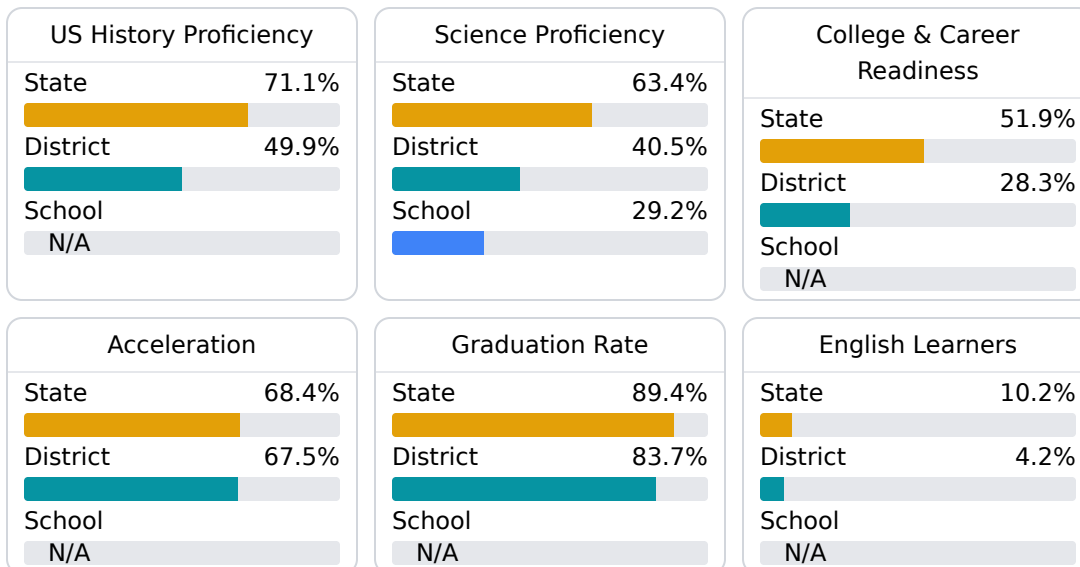 US History Proficiency
State 71.1%
District 49.9%
School
N/A
Science Proficiency
State 63.4%
District 40.5%
School 29.2%
College & Career
Readiness
State 51.9%
District 28.3%
School
N/A
Acceleration
State 68.4%
District 67.5%
School
N/A
Graduation Rate
State 89.4%
District 83.7%
School
N/A
English Learners
State 10.2%
District 4.2%
School
N/A